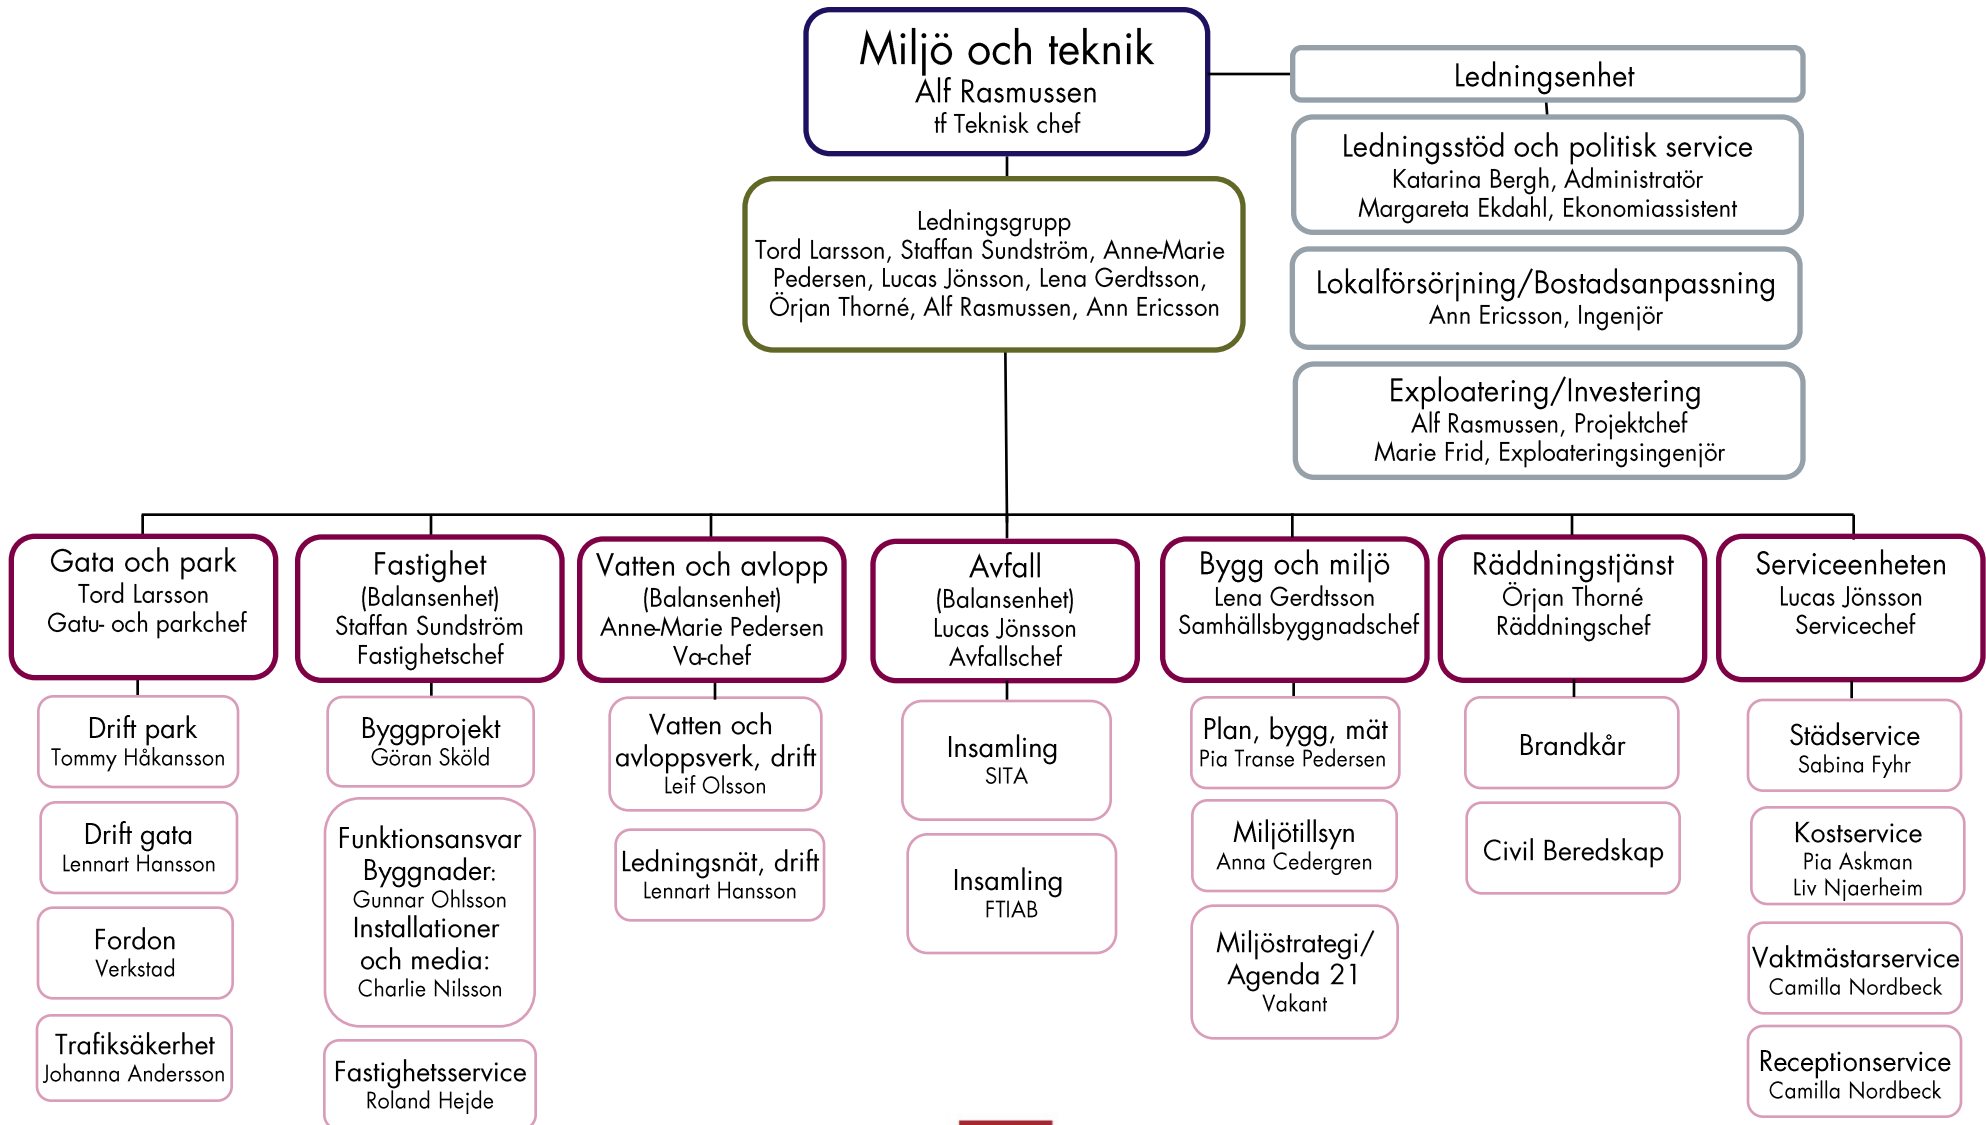 Miljö och teknik
Alf Rasmussen
tf Teknisk chef
Ledningsenhet
Ledningsstöd och politisk service
Katarina Bergh, Administratör
Margareta Ekdahl, Ekonomiassistent
Ledningsgrupp
Tord Larsson, Staffan Sundström, Anne-Marie
Pedersen, Lucas Jönsson, Lena Gerdtsson,
Örjan Thorné, Alf Rasmussen, Ann Ericsson
Lokalförsörjning/Bostadsanpassning
Ann Ericsson, Ingenjör
Exploatering/Investering
Alf Rasmussen, Projektchef
Marie Frid, Exploateringsingenjör
Gata och park
Tord Larsson
Gatu- och parkchef
Drift park
Tommy Håkansson
Drift gata
Lennart Hansson
Fordon
Verkstad
Trafiksäkerhet
Johanna Andersson
Fastighet
(Balansenhet)
Staffan Sundström
Fastighetschef
Byggprojekt
Göran Sköld
Funktionsansvar
Byggnader:
Gunnar Ohlsson
Installationer
och media:
Charlie Nilsson
Fastighetsservice
Roland Hejde
Vatten och avlopp
(Balansenhet)
Anne-Marie Pedersen
Va-chef
Vatten och
avloppsverk, drift
Leif Olsson
Ledningsnät, drift
Lennart Hansson
Avfall
(Balansenhet)
Lucas Jönsson
Avfallschef
Insamling
SITA
Insamling
FTIAB
Bygg och miljö
Lena Gerdtsson
Samhällsbyggnadschef
Plan, bygg, mät
Pia Transe Pedersen
Miljötillsyn
Anna Cedergren
Miljöstrategi/
Agenda 21
Vakant
Räddningstjänst
Örjan Thorné
Räddningschef
Brandkår
Civil Beredskap
Serviceenheten
Lucas Jönsson
Servicechef
Städservice
Sabina Fyhr
Kostservice
Pia Askman
Liv Njaerheim
Vaktmästarservice
Camilla Nordbeck
Receptionservice
Camilla Nordbeck